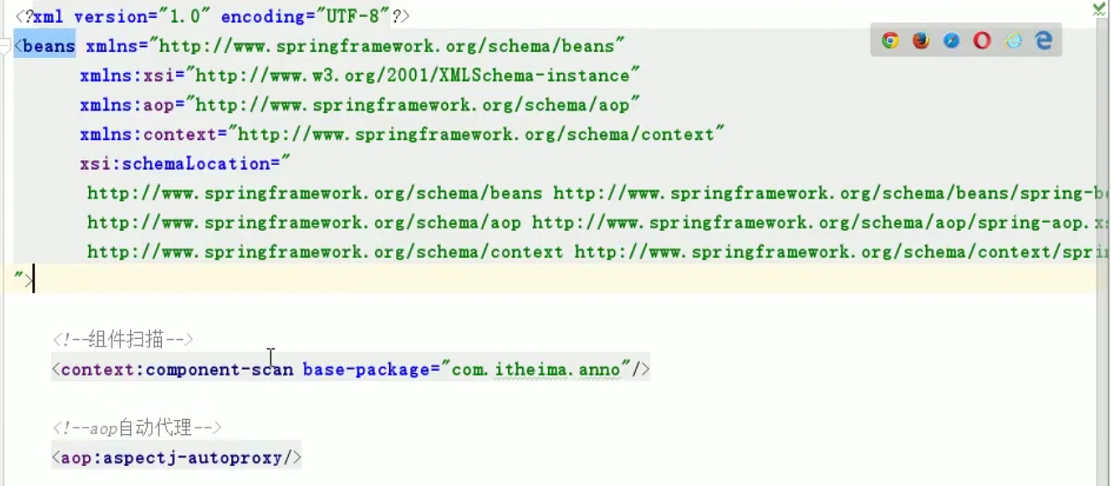 <?xml version="1.0" encoding="UTF-8"?>
<beans xmlns="http://www.springframework.org/schema/beans"
xmlns:xsi="http://www.w3.org/2001/XMLSchema-instance"
xmlns:aop="http://www.springframework.org/schema/aop"
xmlns:context="http://www.springframework.org/schema/context"
xsi:schemaLocation="
http://www.springframework.org/schema/beans http://www.springframework.org/schema/beans/spring-b
http://www.springframework.org/schema/aop http://www.springframework.org/schema/aop/spring-aop.x
http://www.springframework.org/schema/context http://www.springframework.org/schema/context/spri
">
<!--组件扫描-->
<context:component-scan base-package="com.itheima.anno"/>
<!--aop自动代理-->
<aop:aspectj-autoproxy/>